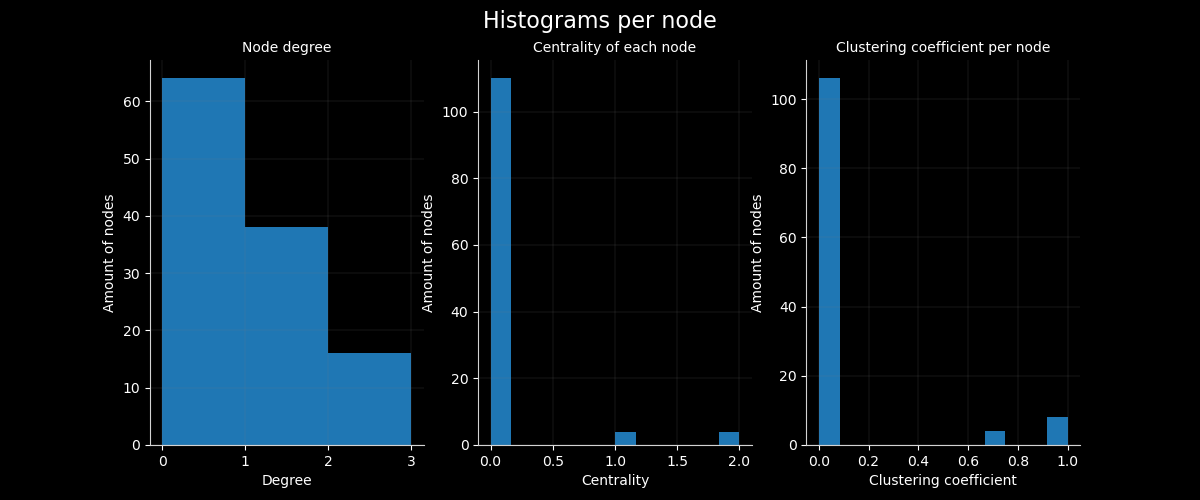 Histograms per node
Node degree
Amount of nodes
60
50
40
30
20
10
0
0 1 2 3
Degree
Centrality of each node
Amount of nodes
100
80
60
40
20
0
0.0 0.5 1.0 1.5 2.0
Centrality
Clustering coefficient per node
Amount of nodes
100
80
60
40
20
0
0.0 0.2 0.4 0.6 0.8 1.0
Clustering coefficient